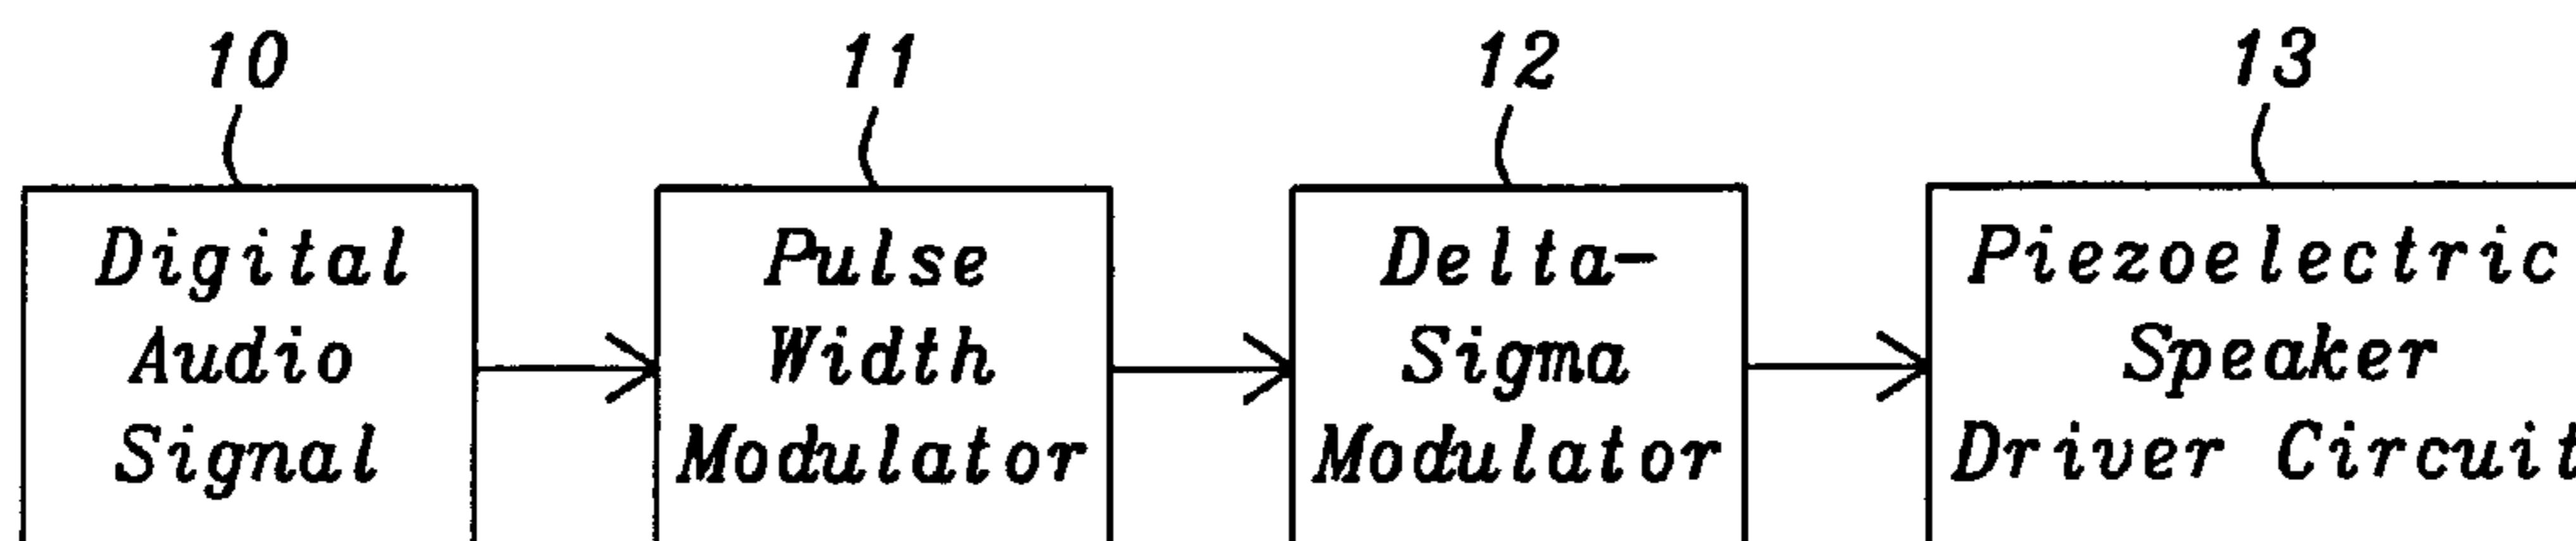 10
11
12
13
Digital
Audio
Signal
Pulse
Width
Modulator
Delta-
Sigma
Modulator
Piezoelectric
Speaker
Driver Circuit